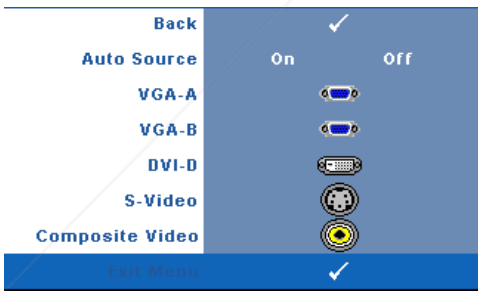 Back
Auto Source On Off
VGA-A
VGA-B
DVI-D
S-Video
Composite Video
Exit Menu